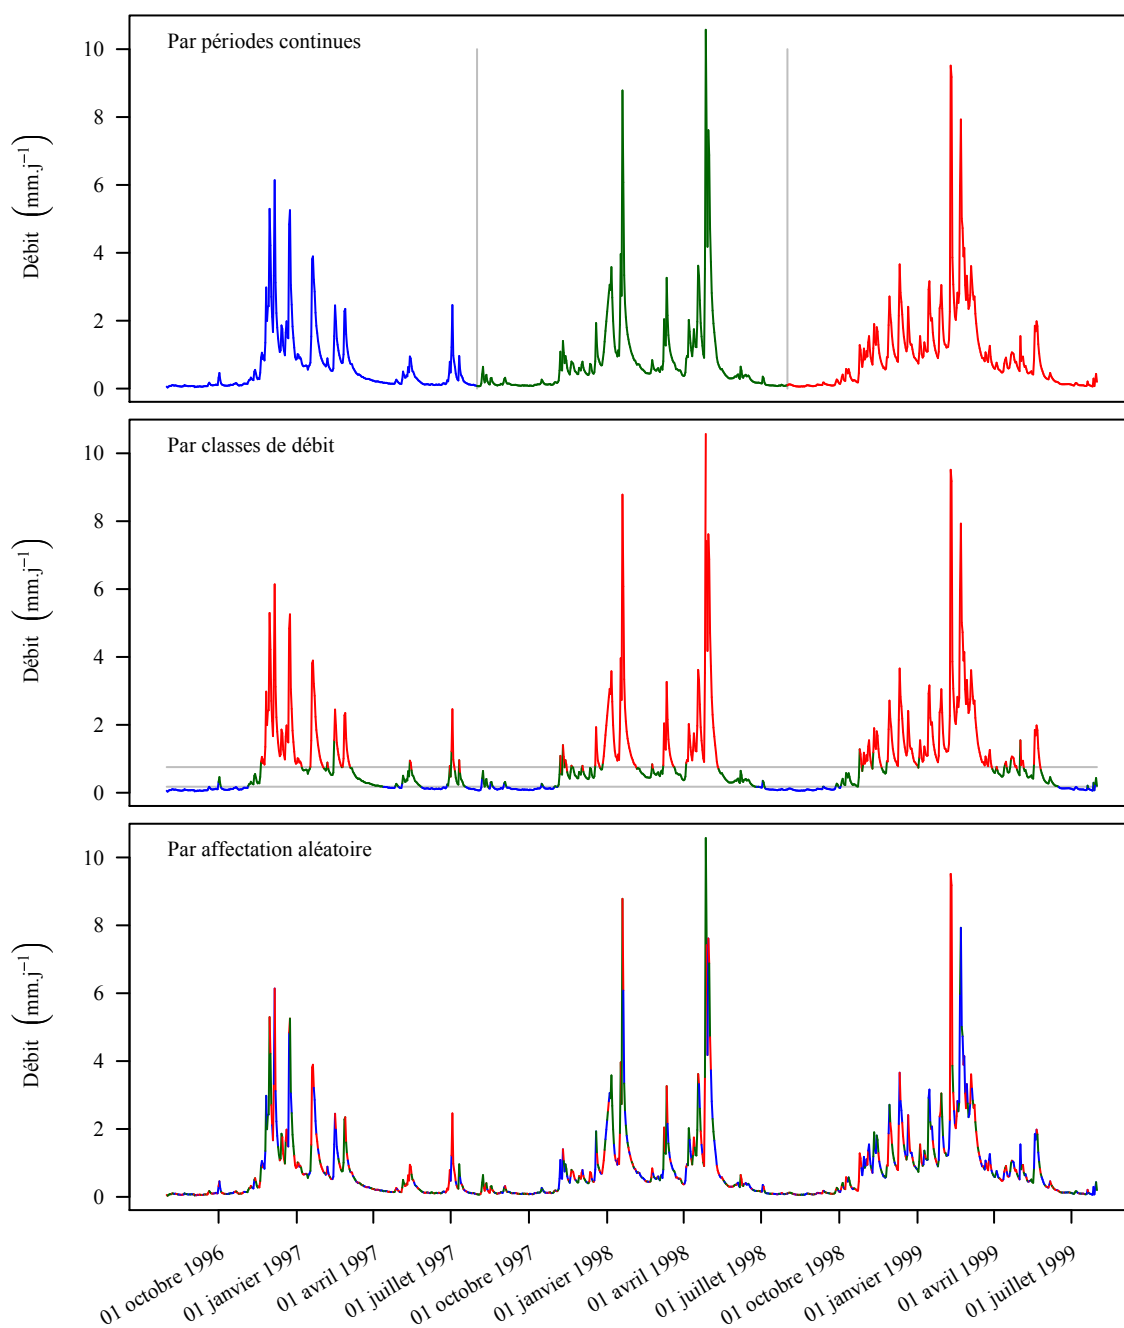 Par périodes continues
10
8
6
4
2
0
Débit (mm.j⁻¹)
Par classes de débit
10
8
6
4
2
0
Débit (mm.j⁻¹)
Par affectation aléatoire
10
8
6
4
2
0
Débit (mm.j⁻¹)
01 octobre 1996
01 janvier 1997
01 avril 1997
01 juillet 1997
01 octobre 1997
01 janvier 1998
01 avril 1998
01 juillet 1998
01 octobre 1998
01 janvier 1999
01 avril 1999
01 juillet 1999